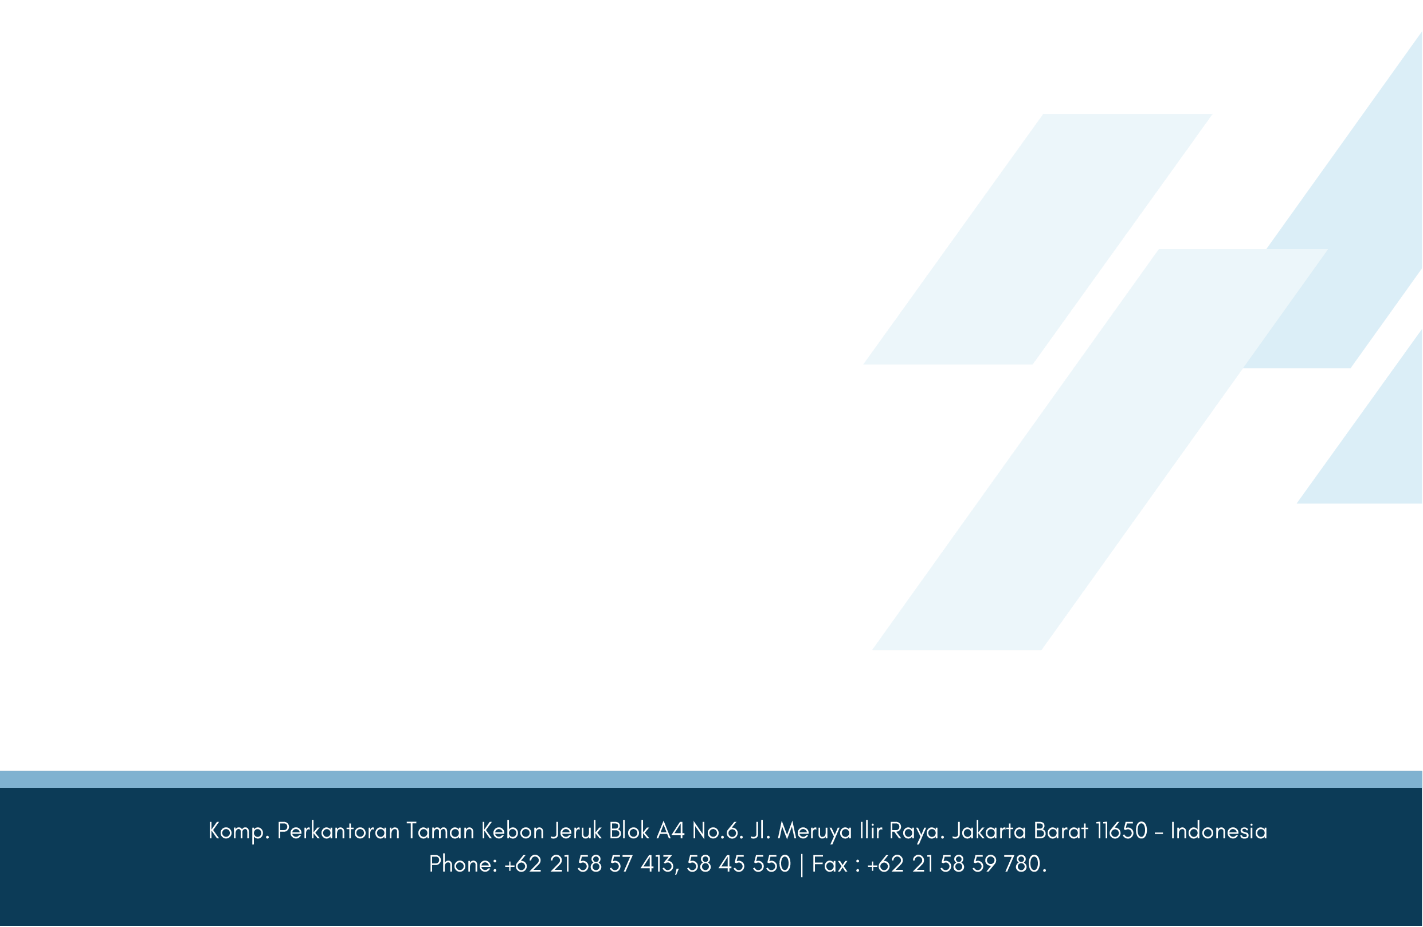 Komp. Perkantoran Taman Kebon Jeruk Blok A4 No.6. Jl. Meruya Ilir Raya. Jakarta Barat 11650 - Indonesia
Phone: +62 21 58 57 413, 58 45 550 | Fax : +62 21 58 59 780.